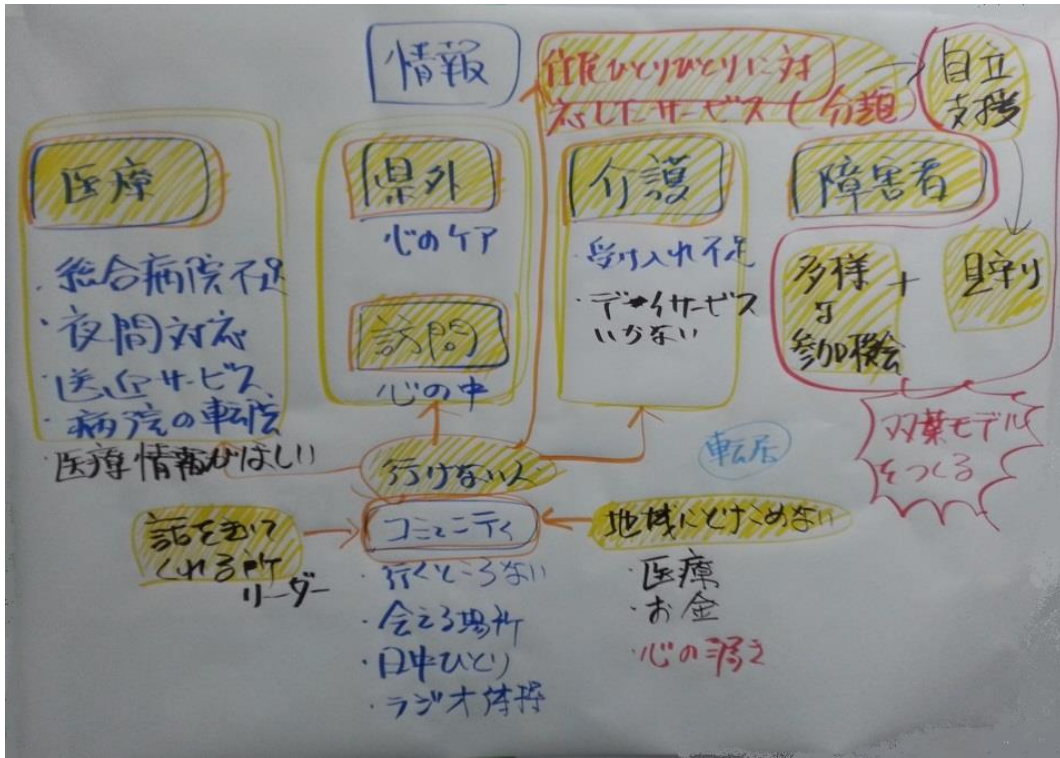 情報
住民ひとりひとりに対
応したサービス(分類)
自立
支援
医療
・総合病院不足
・夜間対応
・送迎サービス
・病院の転院
・医療情報がほしい
県外
心のケア
訪問
心の中
介護
・受け入れ不足
・デイサービス
いかない
障害者
多様
な
参加機会
+
見守り
双葉モデル
をつくる
行けない人
転居
話をきいて
くれる所
リーダー
コミュニティ
・行くところない
・会える場所
・日中ひとり
・ラジオ体操
地域にとけこめない
・医療
・お金
・心の